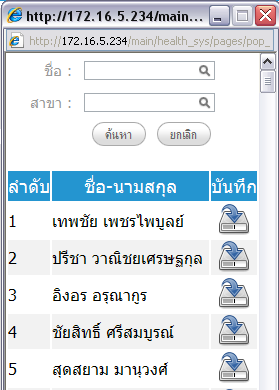 http://172.16.5.234/main...
http://172.16.5.234/main/health_sys/pages/pop_
ชื่อ :
สาขา :
ค้นหา ยกเลิก
ลำดับ ชื่อ-นามสกุล บันทึก
1 เทพชัย เพชรไพบูลย์
2 ปรีชา วาณิชยเศรษฐกุล
3 อิงอร อรุณากูร
4 ชัยสิทธิ์ ศรีสมบูรณ์
5 สุดสยาม มานุวงศ์